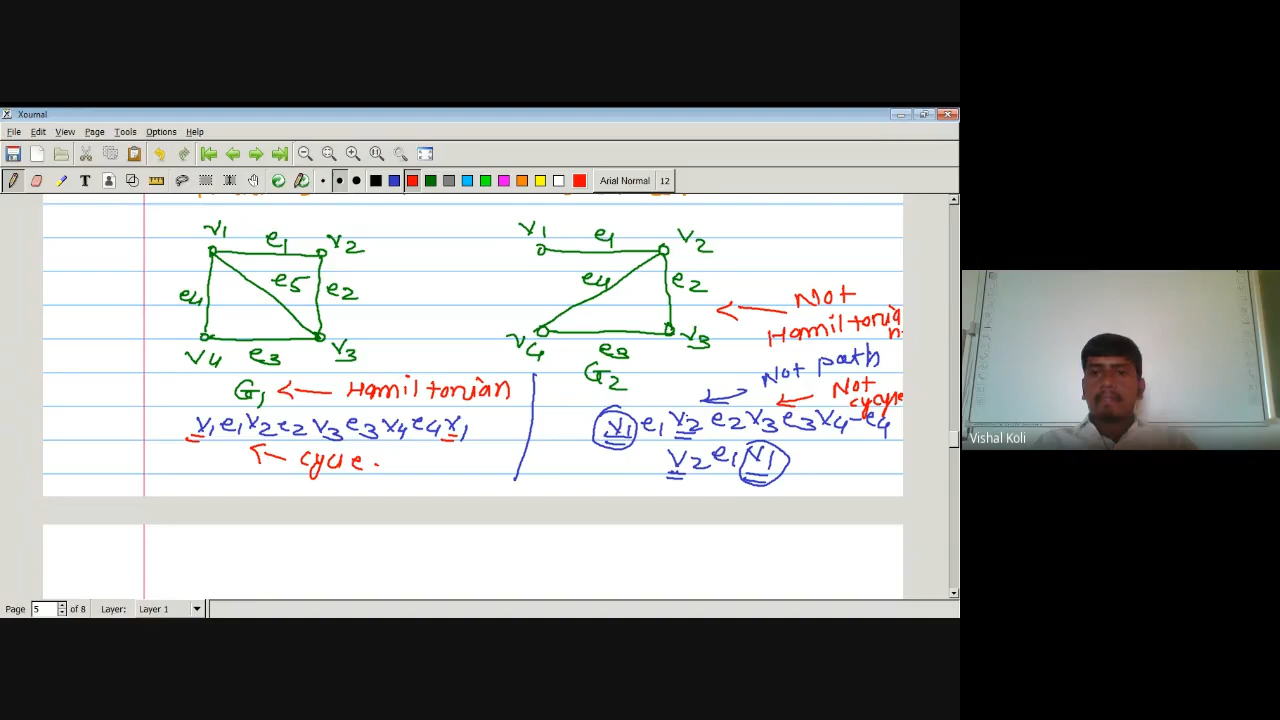 Xournal
File Edit View Page Tools Options Help
T Arial Normal 12
v1 e1 v2
e4 e5 e2
v4 e3 v3
G1 ← Hamiltonian
v1 e1 v2 e2 v3 e3 v4 e4 v1
← cycle.
v1 e1 v2
e4 e2
v4 e3 v3
G2
← Not
Hamiltonian
← Not path
← Not
cycle
v1 e1 v2 e2 v3 e3 v4 - e4
v2 e1 v1
Vishal Koli
Page 5 of 8 Layer: Layer 1